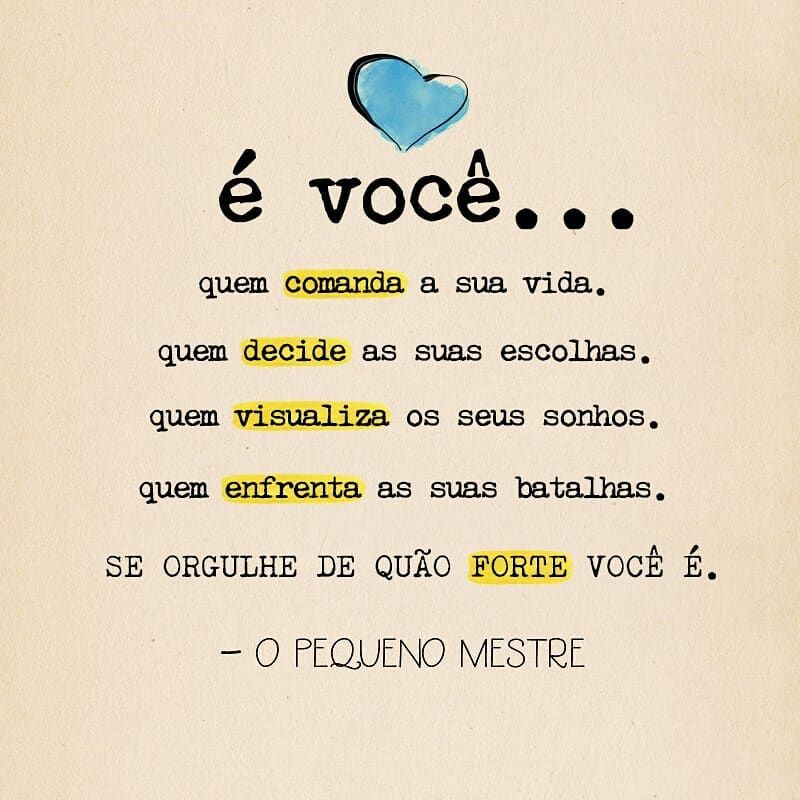 é você...
quem comanda a sua vida.
quem decide as suas escolhas.
quem visualiza os seus sonhos.
quem enfrenta as suas batalhas.
SE ORGULHE DE QUÃO FORTE VOCÊ É.
– O PEQUENO MESTRE